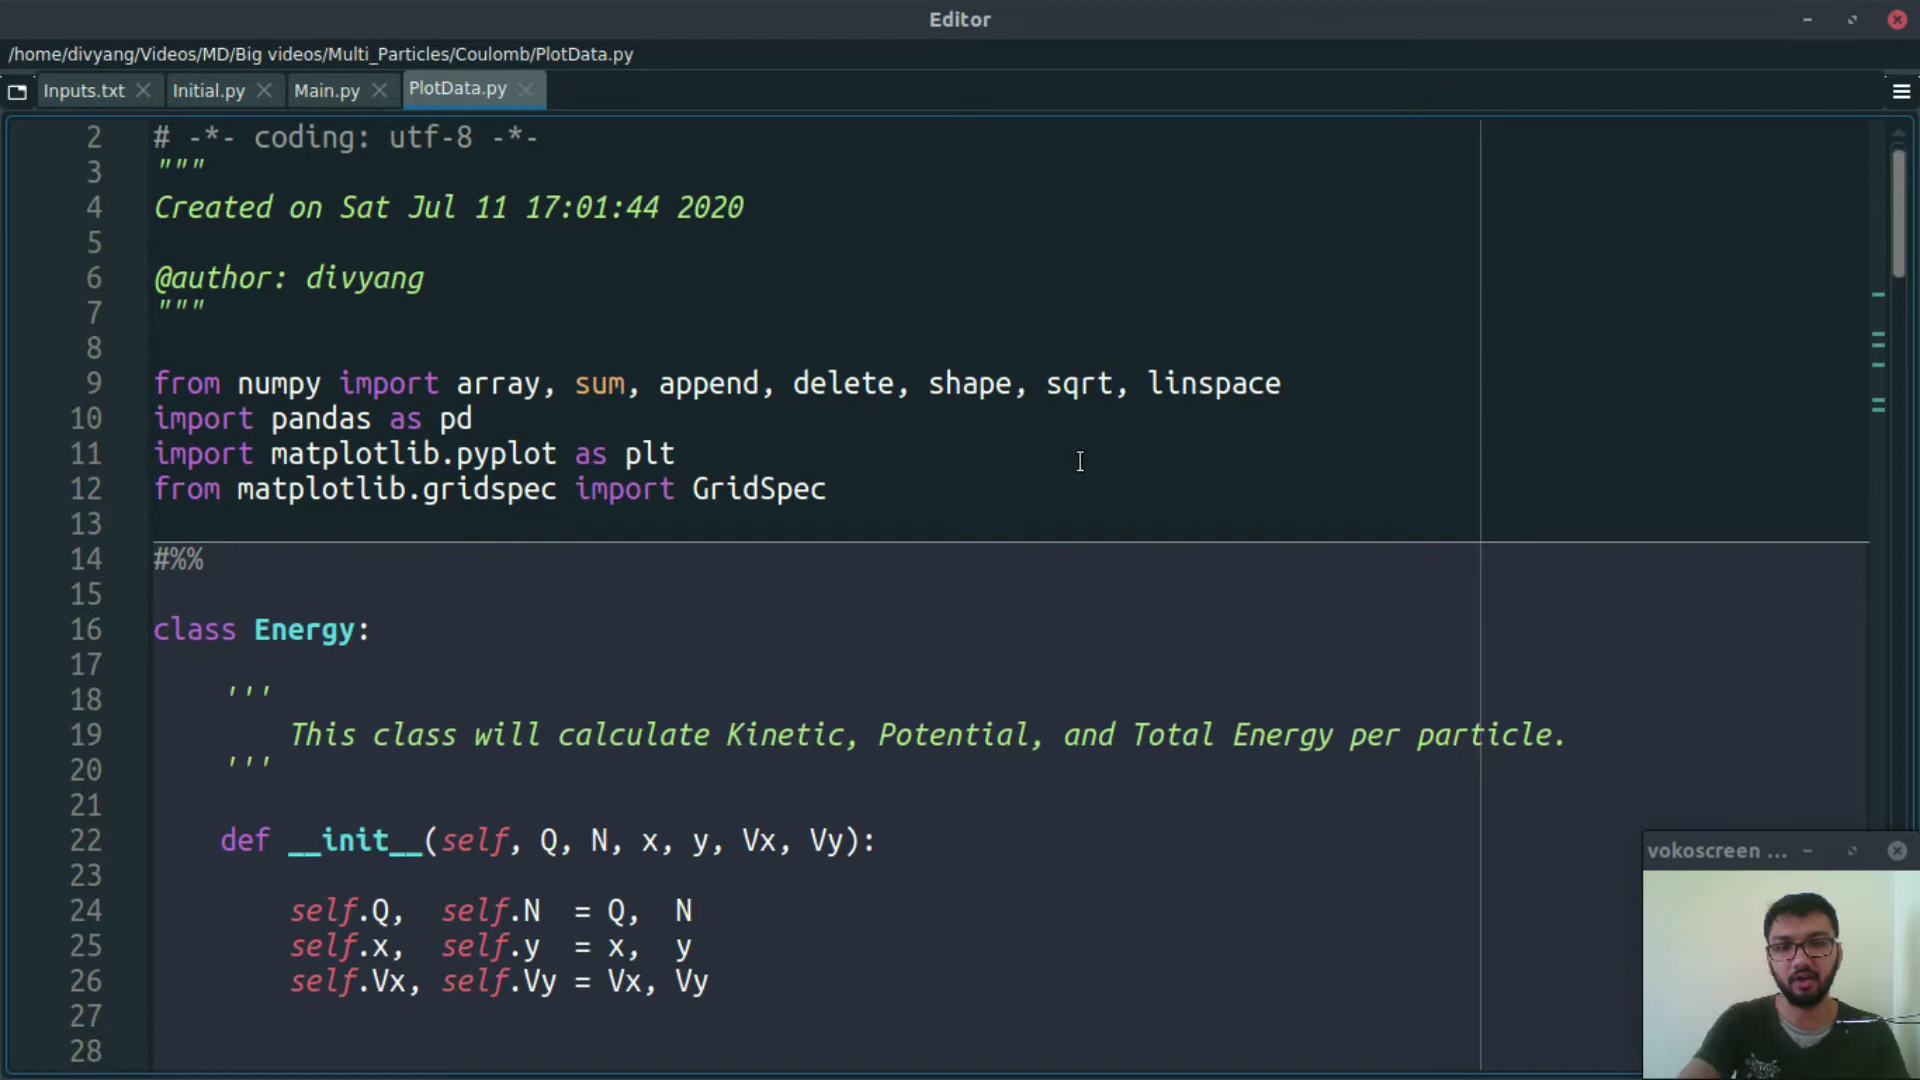 Editor
/home/divyang/Videos/MD/Big videos/Multi_Particles/Coulomb/PlotData.py
Inputs.txt Initial.py Main.py PlotData.py
2 # -*- coding: utf-8 -*-
3 """
4 Created on Sat Jul 11 17:01:44 2020
5
6 @author: divyang
7 """
8
9 from numpy import array, sum, append, delete, shape, sqrt, linspace
10 import pandas as pd
11 import matplotlib.pyplot as plt
12 from matplotlib.gridspec import GridSpec
13
14 #%%
15
16 class Energy:
17
18 '''
19 This class will calculate Kinetic, Potential, and Total Energy per particle.
20 '''
21
22 def __init__(self, Q, N, x, y, Vx, Vy):
23
24 self.Q, self.N = Q, N
25 self.x, self.y = x, y
26 self.Vx, self.Vy = Vx, Vy
27
28
vokoscreen ...